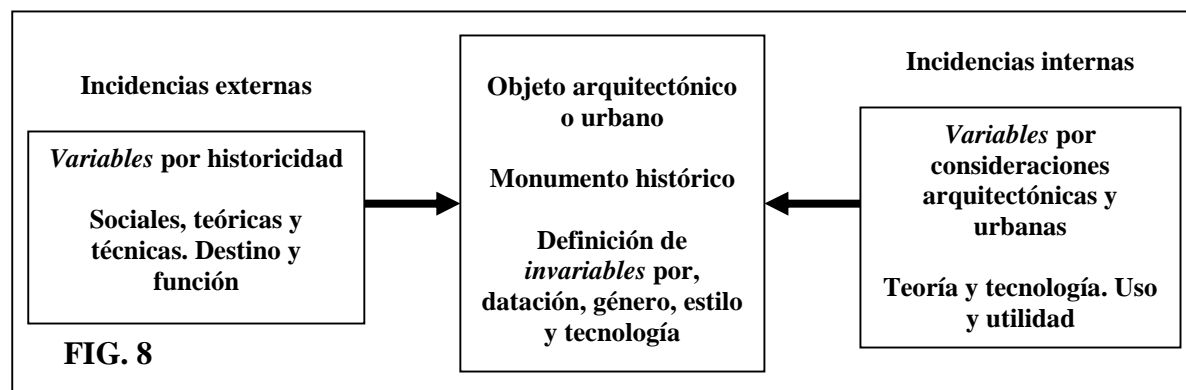 Incidencias externas
Variables por historicidad
Sociales, teóricas y
técnicas. Destino y
función
FIG. 8
Objeto arquitectónico
o urbano
Monumento histórico
Definición de
invariables por,
datación, género, estilo
y tecnología
Incidencias internas
Variables por
consideraciones
arquitectónicas y
urbanas
Teoría y tecnología. Uso
y utilidad